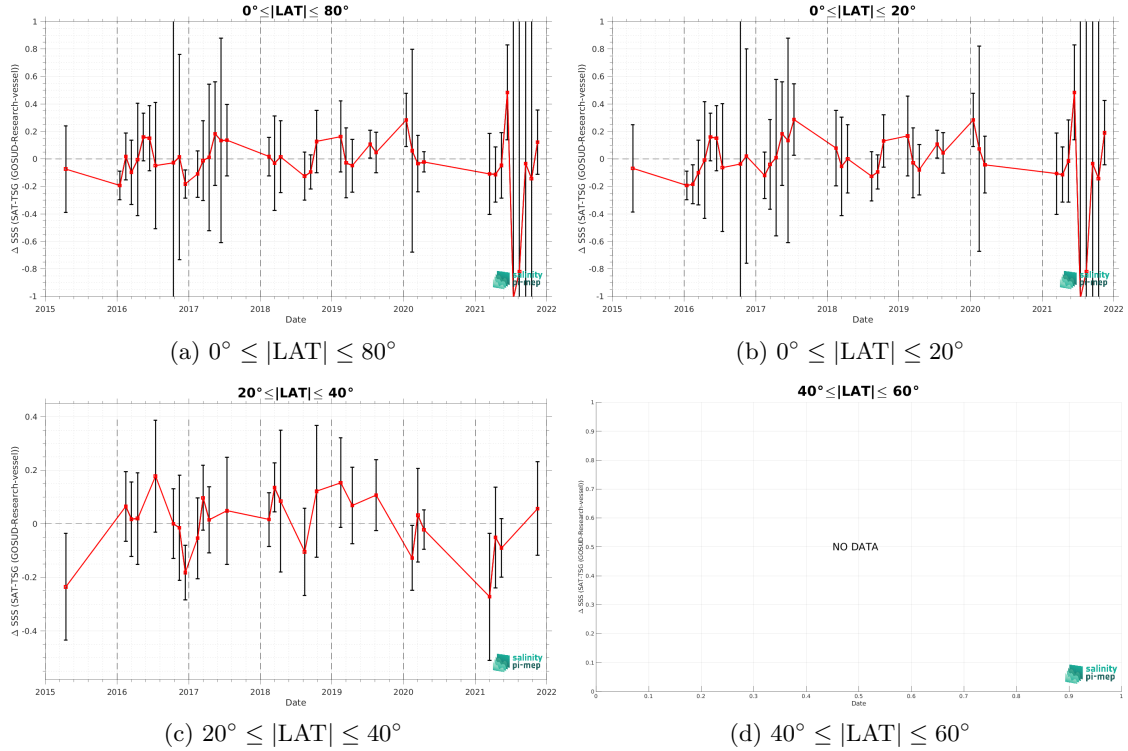 0°≤|LAT|≤ 80°
Δ SSS (SAT-TSG (GOSUD-Research-vessel))
1
0.8
0.6
0.4
0.2
0
-0.2
-0.4
-0.6
-0.8
-1
2015 2016 2017 2018 2019 2020 2021 2022
Date
salinity
pi-mep
(a) 0° ≤ |LAT| ≤ 80°
0°≤|LAT|≤ 20°
Δ SSS (SAT-TSG (GOSUD-Research-vessel))
1
0.8
0.6
0.4
0.2
0
-0.2
-0.4
-0.6
-0.8
-1
2015 2016 2017 2018 2019 2020 2021 2022
Date
salinity
pi-mep
(b) 0° ≤ |LAT| ≤ 20°
20°≤|LAT|≤ 40°
Δ SSS (SAT-TSG (GOSUD-Research-vessel))
0.4
0.2
0
-0.2
-0.4
2015 2016 2017 2018 2019 2020 2021 2022
Date
salinity
pi-mep
(c) 20° ≤ |LAT| ≤ 40°
40°≤|LAT|≤ 60°
Δ SSS (SAT-TSG (GOSUD-Research-vessel))
1
0.9
0.8
0.7
0.6
0.5
0.4
0.3
0.2
0.1
0
NO DATA
0 0.1 0.2 0.3 0.4 0.5 0.6 0.7 0.8 0.9 1
Date
salinity
pi-mep
(d) 40° ≤ |LAT| ≤ 60°